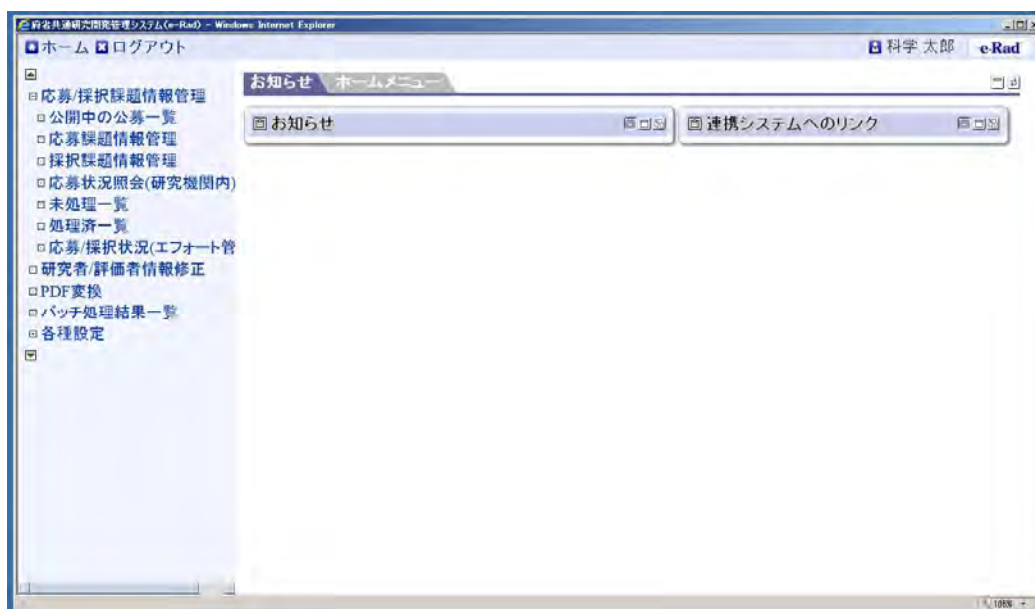 府省共通研究開発管理システム(e-Rad) - Windows Internet Explorer
ホーム ログアウト
科学 太郎 e-Rad
お知らせ ホームメニュー
応募/採択課題情報管理
公開中の公募一覧
応募課題情報管理
採択課題情報管理
応募状況照会(研究機関内)
未処理一覧
処理済一覧
応募/採択状況(エフォート管
研究者/評価者情報修正
PDF変換
バッチ処理結果一覧
各種設定
お知らせ
連携システムへのリンク
105%